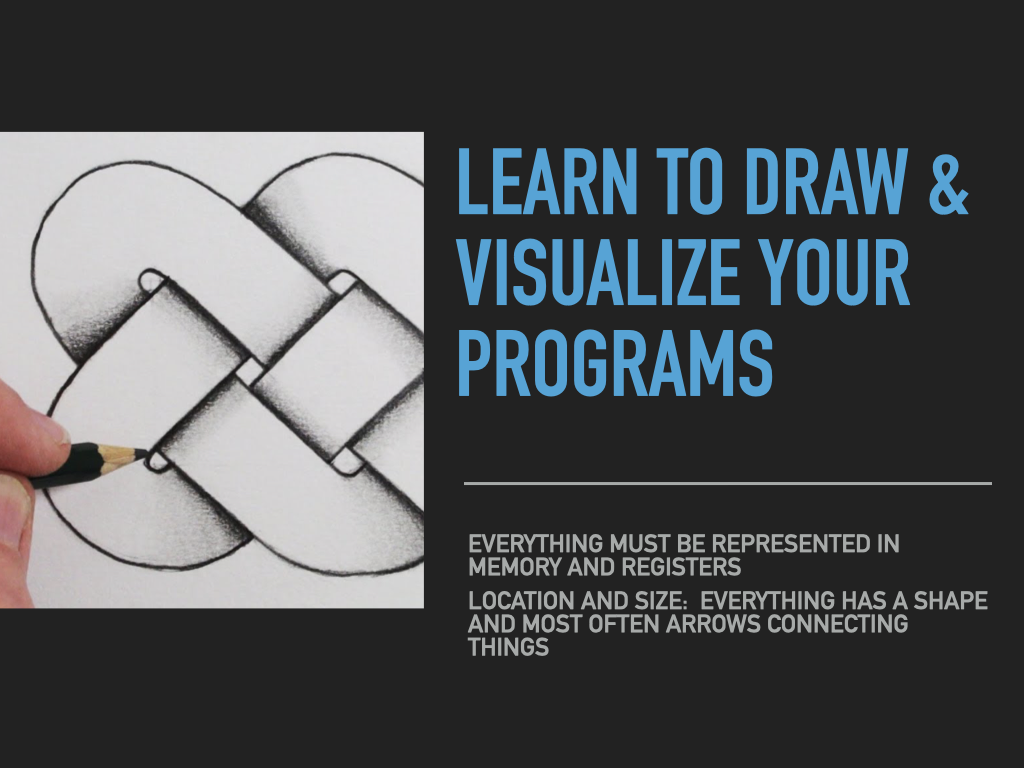 LEARN TO DRAW &
VISUALIZE YOUR
PROGRAMS
EVERYTHING MUST BE REPRESENTED IN
MEMORY AND REGISTERS
LOCATION AND SIZE:  EVERYTHING HAS A SHAPE
AND MOST OFTEN ARROWS CONNECTING
THINGS